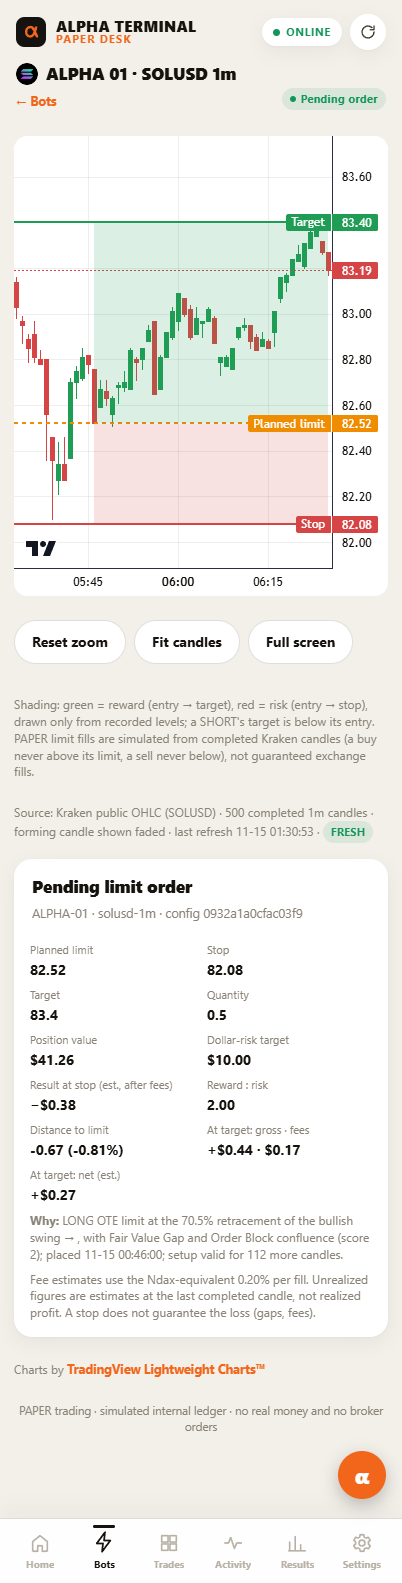 α
ALPHA TERMINAL
PAPER DESK
ONLINE
ALPHA 01 · SOLUSD 1m
← Bots
Pending order
83.60
Target 83.40
83.19
83.00
82.80
82.60
Planned limit 82.52
82.40
82.20
Stop 82.08
82.00
05:45 06:00 06:15
Reset zoom
Fit candles
Full screen
Shading: green = reward (entry → target), red = risk (entry → stop),
drawn only from recorded levels; a SHORT's target is below its entry.
PAPER limit fills are simulated from completed Kraken candles (a buy
never above its limit, a sell never below), not guaranteed exchange
fills.
Source: Kraken public OHLC (SOLUSD) · 500 completed 1m candles ·
forming candle shown faded · last refresh 11-15 01:30:53 · FRESH
Pending limit order
ALPHA-01 · solusd-1m · config 0932a1a0cfac03f9
Planned limit
82.52
Stop
82.08
Target
83.4
Quantity
0.5
Position value
$41.26
Dollar-risk target
$10.00
Result at stop (est., after fees)
−$0.38
Reward : risk
2.00
Distance to limit
-0.67 (-0.81%)
At target: gross · fees
+$0.44 · $0.17
At target: net (est.)
+$0.27
Why: LONG OTE limit at the 70.5% retracement of the bullish
swing → , with Fair Value Gap and Order Block confluence (score
2); placed 11-15 00:46:00; setup valid for 112 more candles.
Fee estimates use the Ndax-equivalent 0.20% per fill. Unrealized
figures are estimates at the last completed candle, not realized
profit. A stop does not guarantee the loss (gaps, fees).
Charts by TradingView Lightweight Charts™
PAPER trading · simulated internal ledger · no real money and no broker
orders
α
Home
Bots
Trades
Activity
Results
Settings